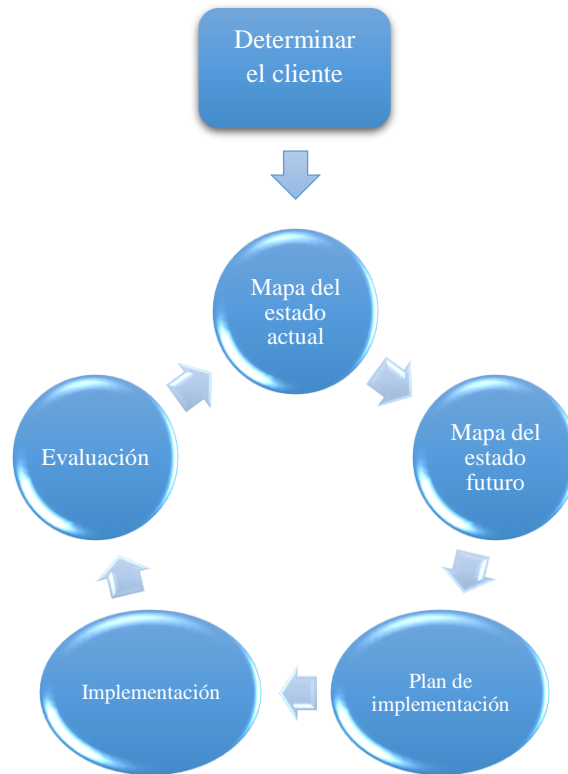 Determinar
el cliente
Mapa del
estado
actual
Mapa del
estado
futuro
Plan de
implementación
Implementación
Evaluación